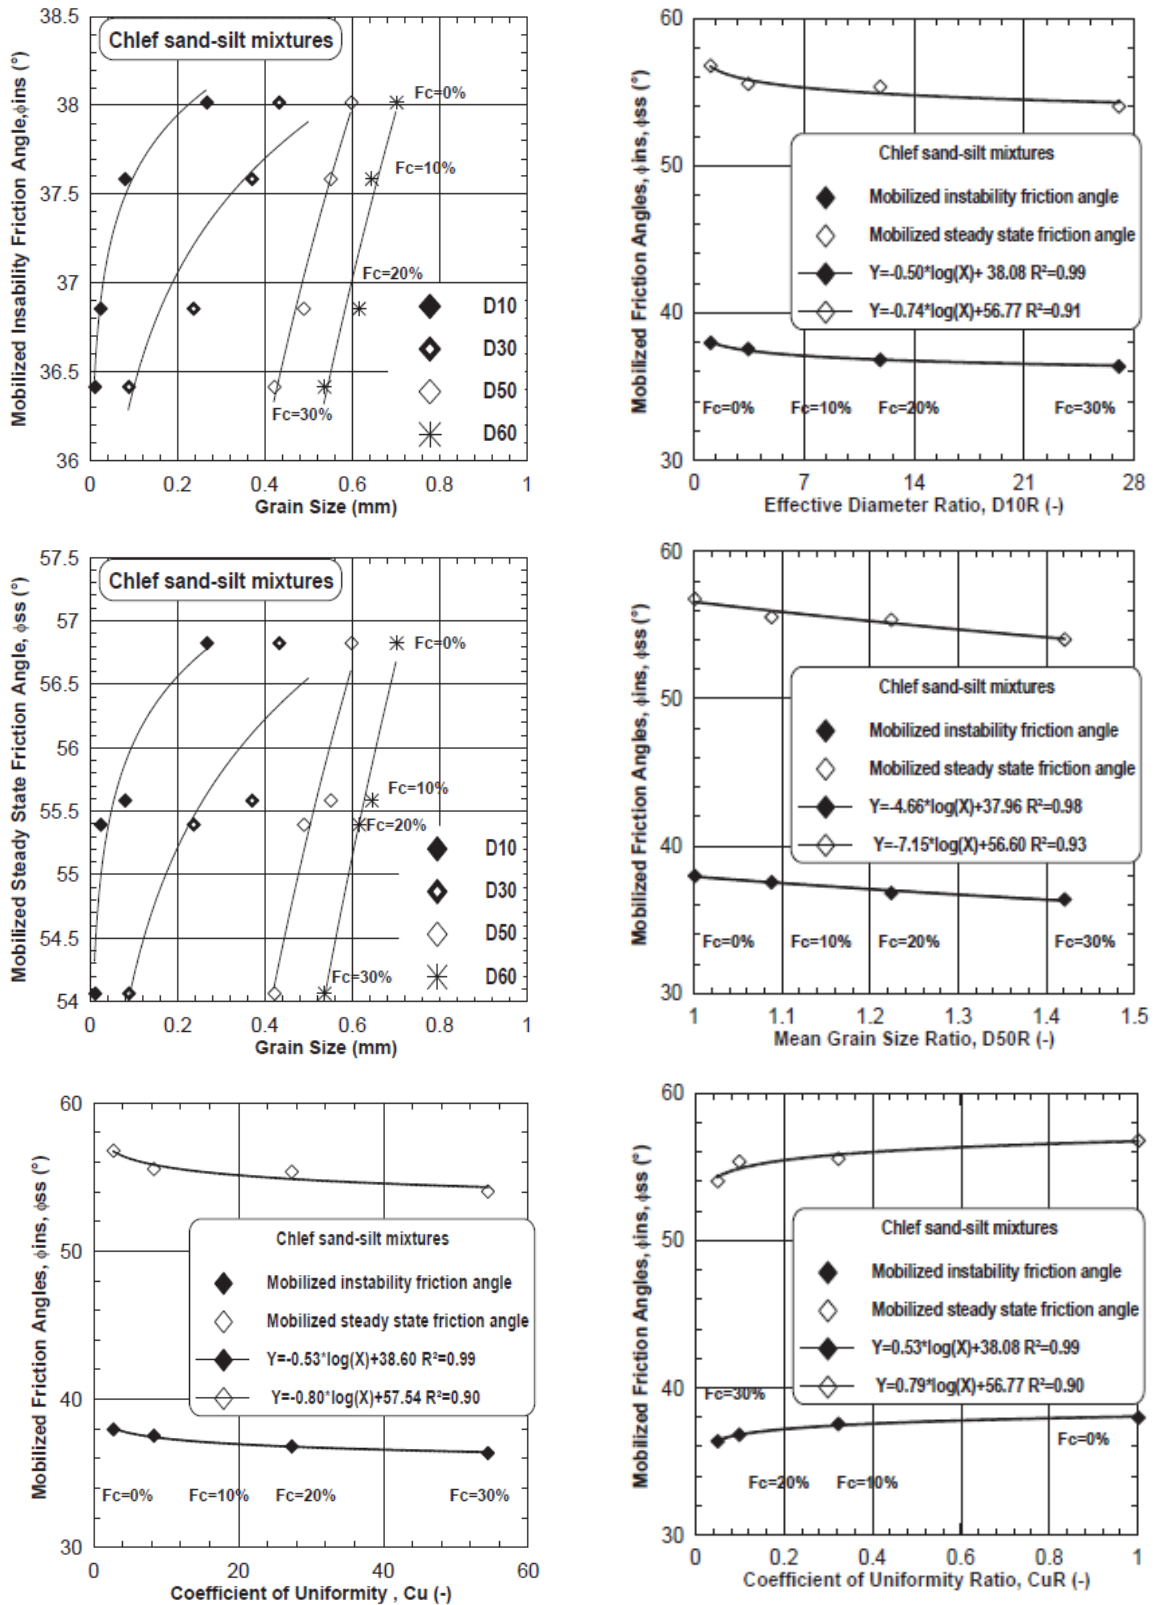 Chlef sand-silt mixtures
Mobilized Insability Friction Angle,ϕins (°)
38.5
38
37.5
37
36.5
36
Fc=0%
Fc=10%
Fc=20%
Fc=30%
D10
D30
D50
D60
0 0.2 0.4 0.6 0.8 1
Grain Size (mm)
Mobilized Friction Angles, ϕins, ϕss (°)
60
50
40
30
Chlef sand-silt mixtures
Mobilized instability friction angle
Mobilized steady state friction angle
Y=-0.50*log(X)+ 38.08 R²=0.99
Y=-0.74*log(X)+56.77 R²=0.91
Fc=0% Fc=10% Fc=20% Fc=30%
0 7 14 21 28
Effective Diameter Ratio, D10R (-)
Chlef sand-silt mixtures
Mobilized Steady State Friction Angle, ϕss (°)
57.5
57
56.5
56
55.5
55
54.5
54
Fc=0%
Fc=10%
Fc=20%
Fc=30%
D10
D30
D50
D60
0 0.2 0.4 0.6 0.8 1
Grain Size (mm)
Mobilized Friction Angles, ϕins, ϕss (°)
60
50
40
30
Chlef sand-silt mixtures
Mobilized instability friction angle
Mobilized steady state friction angle
Y=-4.66*log(X)+37.96 R²=0.98
Y=-7.15*log(X)+56.60 R²=0.93
Fc=0% Fc=10% Fc=20% Fc=30%
1 1.1 1.2 1.3 1.4 1.5
Mean Grain Size Ratio, D50R (-)
Mobilized Friction Angles, ϕins, ϕss (°)
60
50
40
30
Chlef sand-silt mixtures
Mobilized instability friction angle
Mobilized steady state friction angle
Y=-0.53*log(X)+38.60 R²=0.99
Y=-0.80*log(X)+57.54 R²=0.90
Fc=0% Fc=10% Fc=20% Fc=30%
0 20 40 60
Coefficient of Uniformity , Cu (-)
Mobilized Friction Angles, ϕins, ϕss (°)
60
50
40
30
Chlef sand-silt mixtures
Mobilized instability friction angle
Mobilized steady state friction angle
Y=0.53*log(X)+38.08 R²=0.99
Y=0.79*log(X)+56.77 R²=0.90
Fc=30%
Fc=0%
Fc=20% Fc=10%
0 0.2 0.4 0.6 0.8 1
Coefficient of Uniformity Ratio, CuR (-)